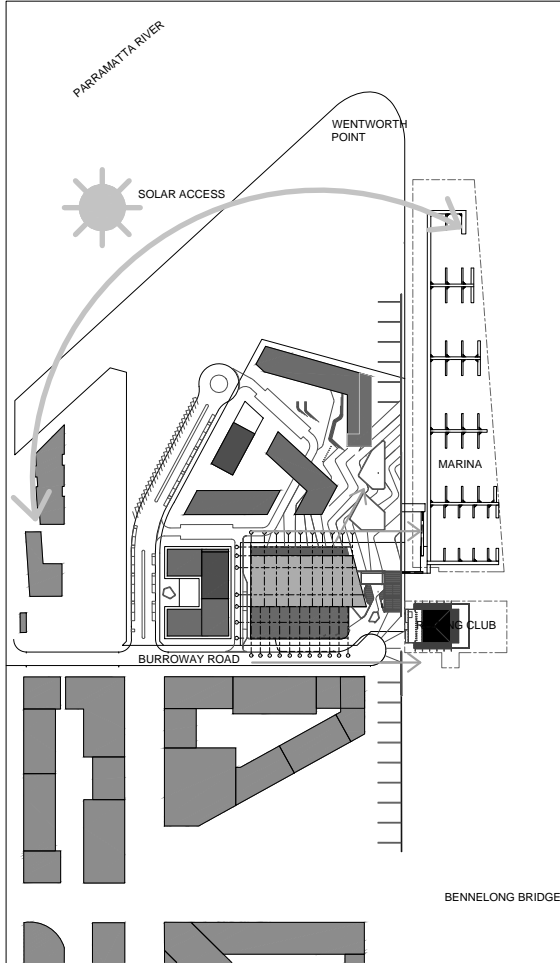 PARRAMATTA RIVER
WENTWORTH
POINT
SOLAR ACCESS
MARINA
CLUB
BURROWAY ROAD
BENNELONG BRIDGE